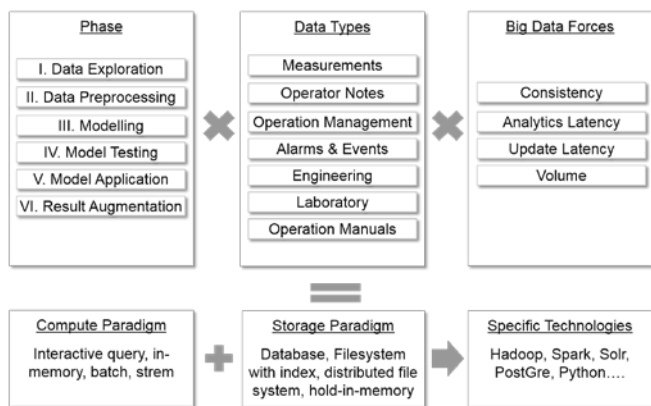 Phase
I. Data Exploration
II. Data Preprocessing
III. Modelling
IV. Model Testing
V. Model Application
VI. Result Augmentation
Data Types
Measurements
Operator Notes
Operation Management
Alarms & Events
Engineering
Laboratory
Operation Manuals
Big Data Forces
Consistency
Analytics Latency
Update Latency
Volume
Compute Paradigm
Interactive query, in-
memory, batch, strem
Storage Paradigm
Database, Filesystem
with index, distributed file
system, hold-in-memory
Specific Technologies
Hadoop, Spark, Solr,
PostGre, Python....